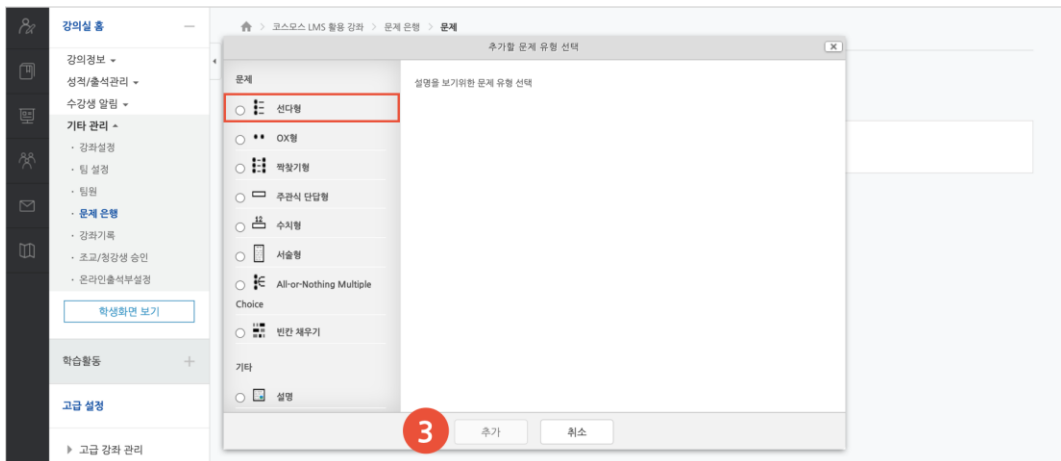 강의실 홈
코스모스 LMS 활용 강좌 > 문제 은행 > 문제
강의정보
성적/출석관리
수강생 알림
기타 관리
· 강좌설정
· 팀 설정
· 팀원
· 문제 은행
· 강좌기록
· 조교/청강생 승인
· 온라인출석부설정
학생화면 보기
학습활동
고급 설정
고급 강좌 관리
추가할 문제 유형 선택
문제
선다형
OX형
짝찾기형
주관식 단답형
12
수치형
서술형
All-or-Nothing Multiple
Choice
빈칸 채우기
기타
설명
설명을 보기위한 문제 유형 선택
3
추가
취소